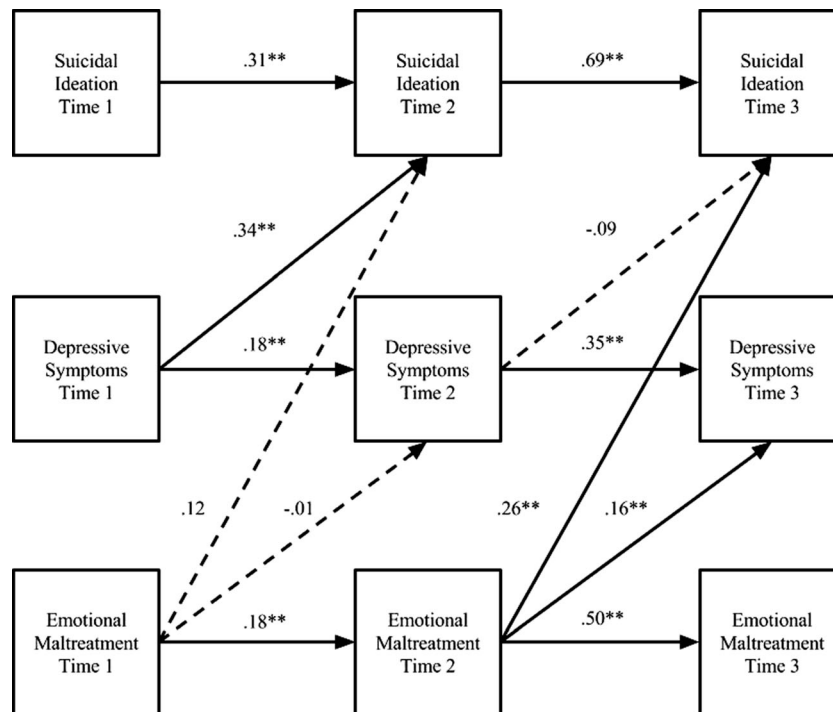 Suicidal
Ideation
Time 1
.31**
Suicidal
Ideation
Time 2
.69**
Suicidal
Ideation
Time 3
.34**
-.09
Depressive
Symptoms
Time 1
.18**
Depressive
Symptoms
Time 2
.35**
Depressive
Symptoms
Time 3
.12
-.01
.26**
.16**
Emotional
Maltreatment
Time 1
.18**
Emotional
Maltreatment
Time 2
.50**
Emotional
Maltreatment
Time 3